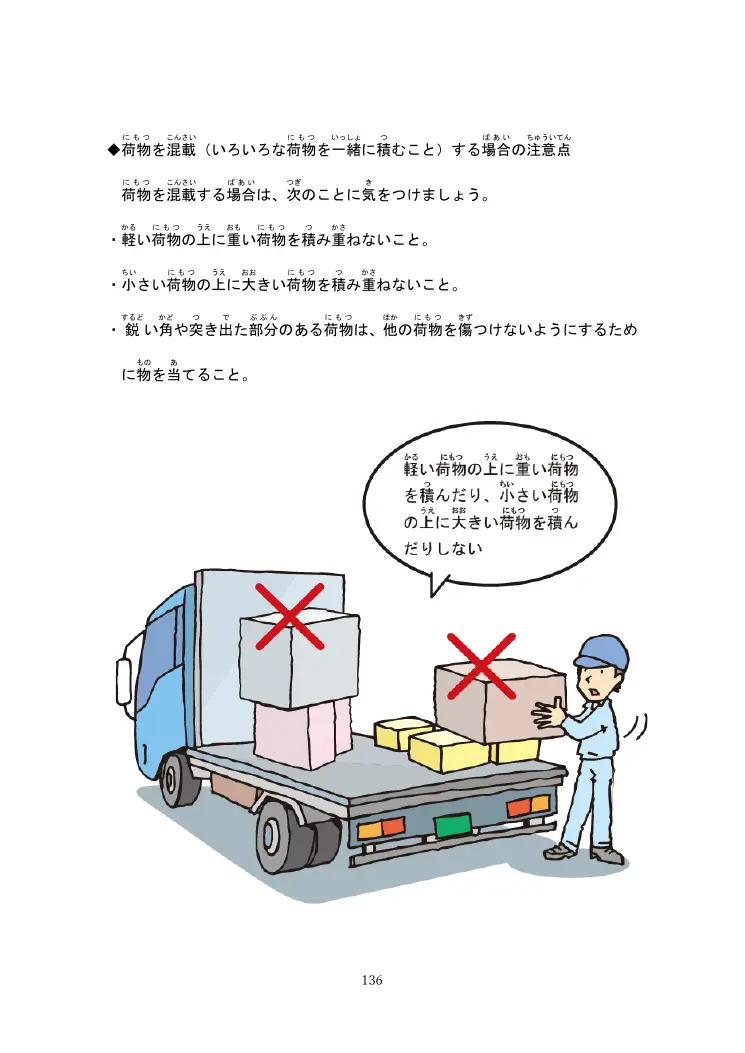 ◆荷物を混載（いろいろな荷物を一緒に積むこと）する場合の注意点
荷物を混載する場合は、次のことに気をつけましょう。
・軽い荷物の上に重い荷物を積み重ねないこと。
・小さい荷物の上に大きい荷物を積み重ねないこと。
・鋭い角や突き出た部分のある荷物は、他の荷物を傷つけないようにするため
に物を当てること。
軽い荷物の上に重い荷物
を積んだり、小さい荷物
の上に大きい荷物を積ん
だりしない
136